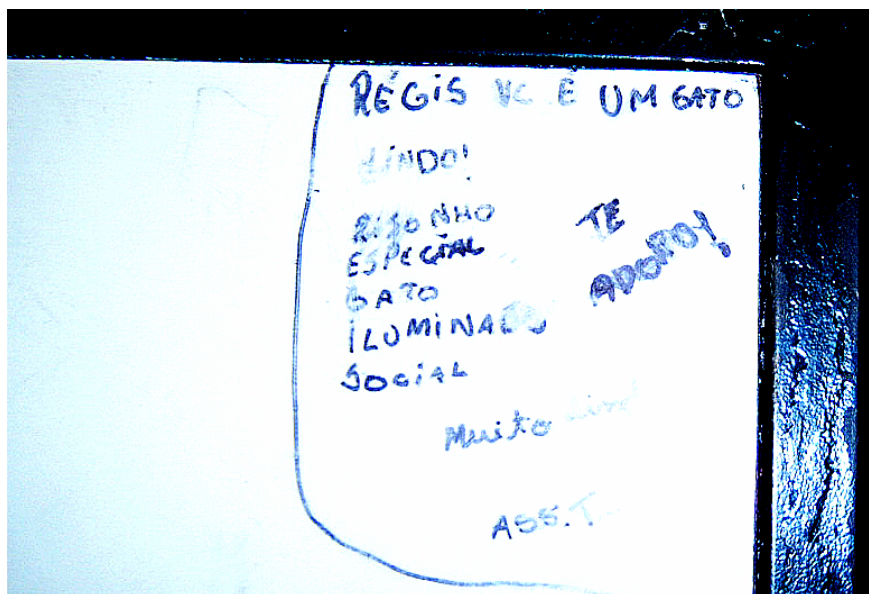 RÉGIS VC É UM GATO
LINDO!
RISONHO
ESPECIAL
GATO
ILUMINADO
SOCIAL
TE
ADORO!
Muito
ASS.T